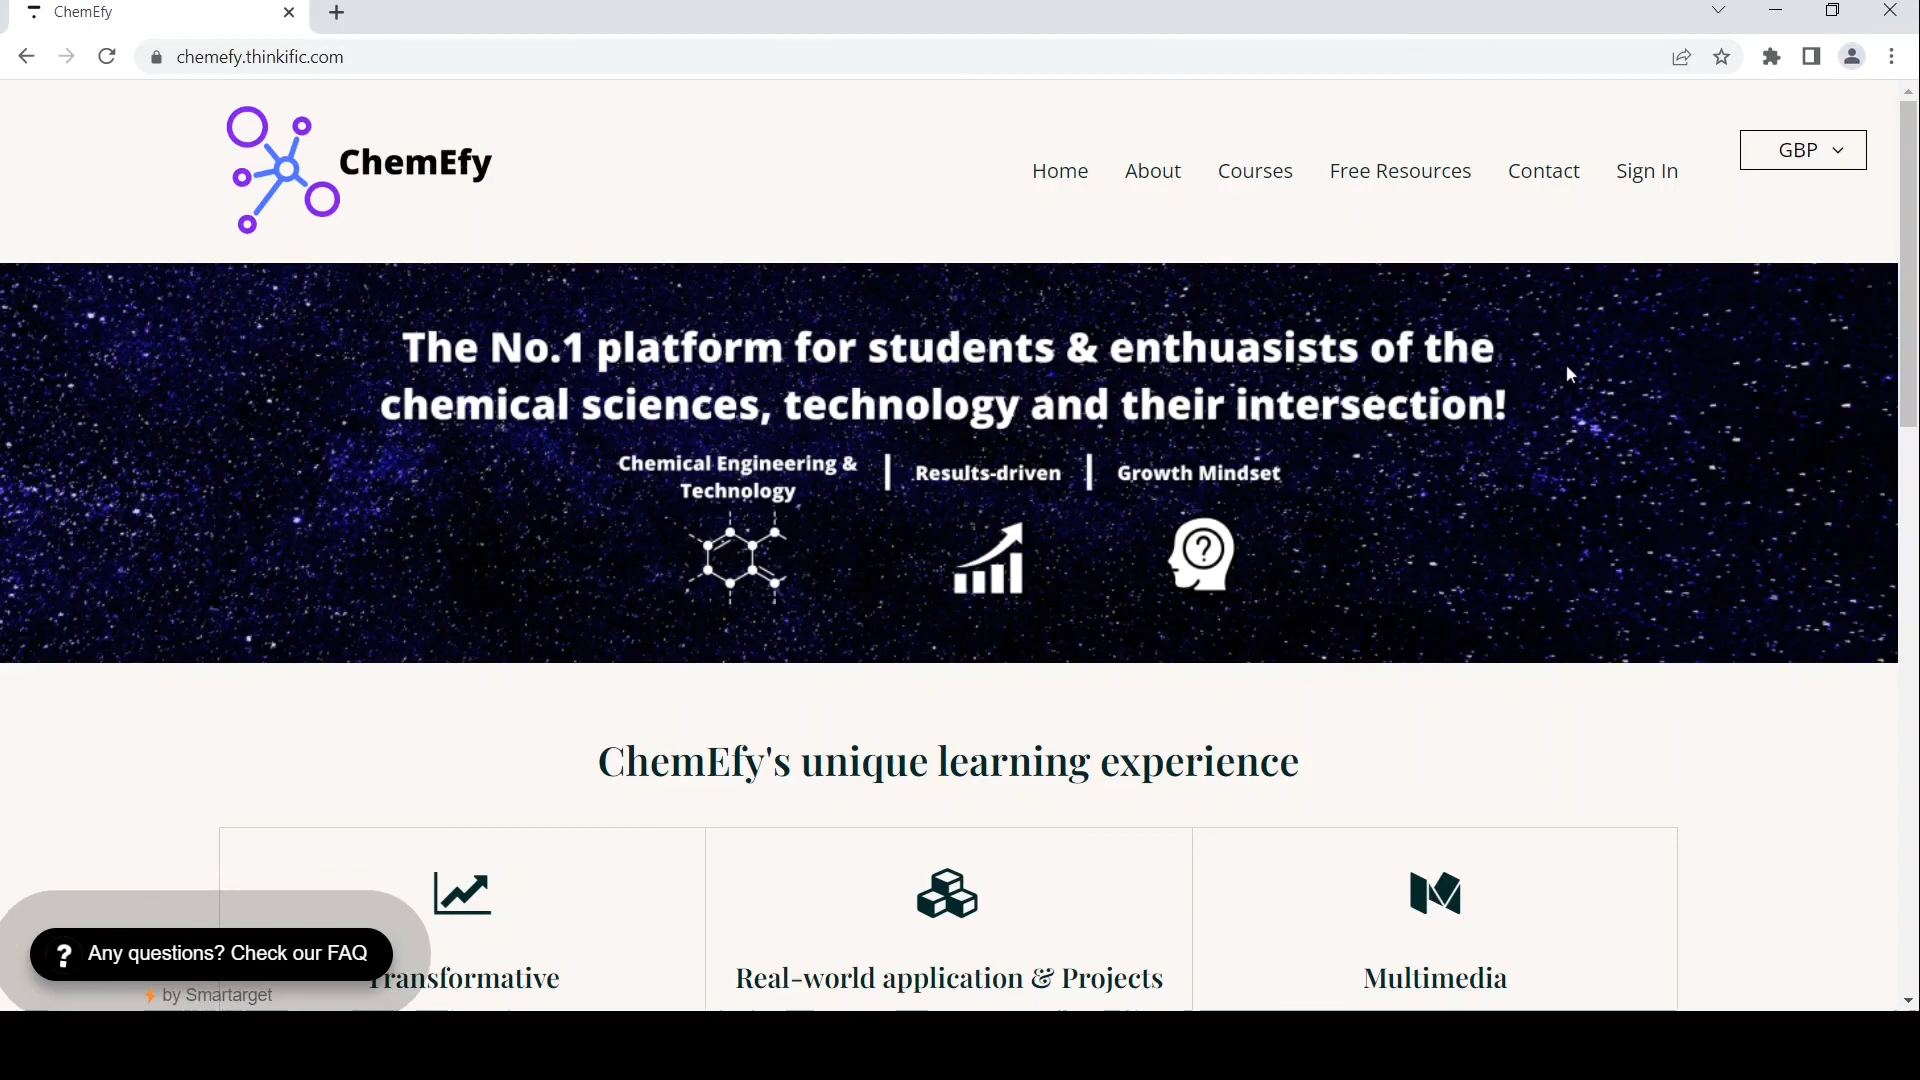 ChemEfy
chemefy.thinkific.com
ChemEfy
Home About Courses Free Resources Contact Sign In
GBP
The No.1 platform for students & enthuasists of the
chemical sciences, technology and their intersection!
Chemical Engineering &
Technology
Results-driven
Growth Mindset
ChemEfy's unique learning experience
Transformative
Real-world application & Projects
Multimedia
? Any questions? Check our FAQ
by Smartarget